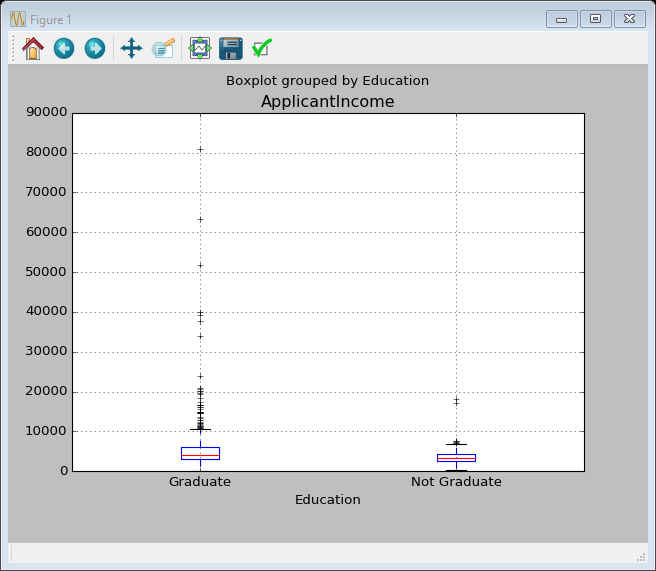 Figure 1
Boxplot grouped by Education
ApplicantIncome
90000
80000
70000
60000
50000
40000
30000
20000
10000
0
Graduate Not Graduate
Education